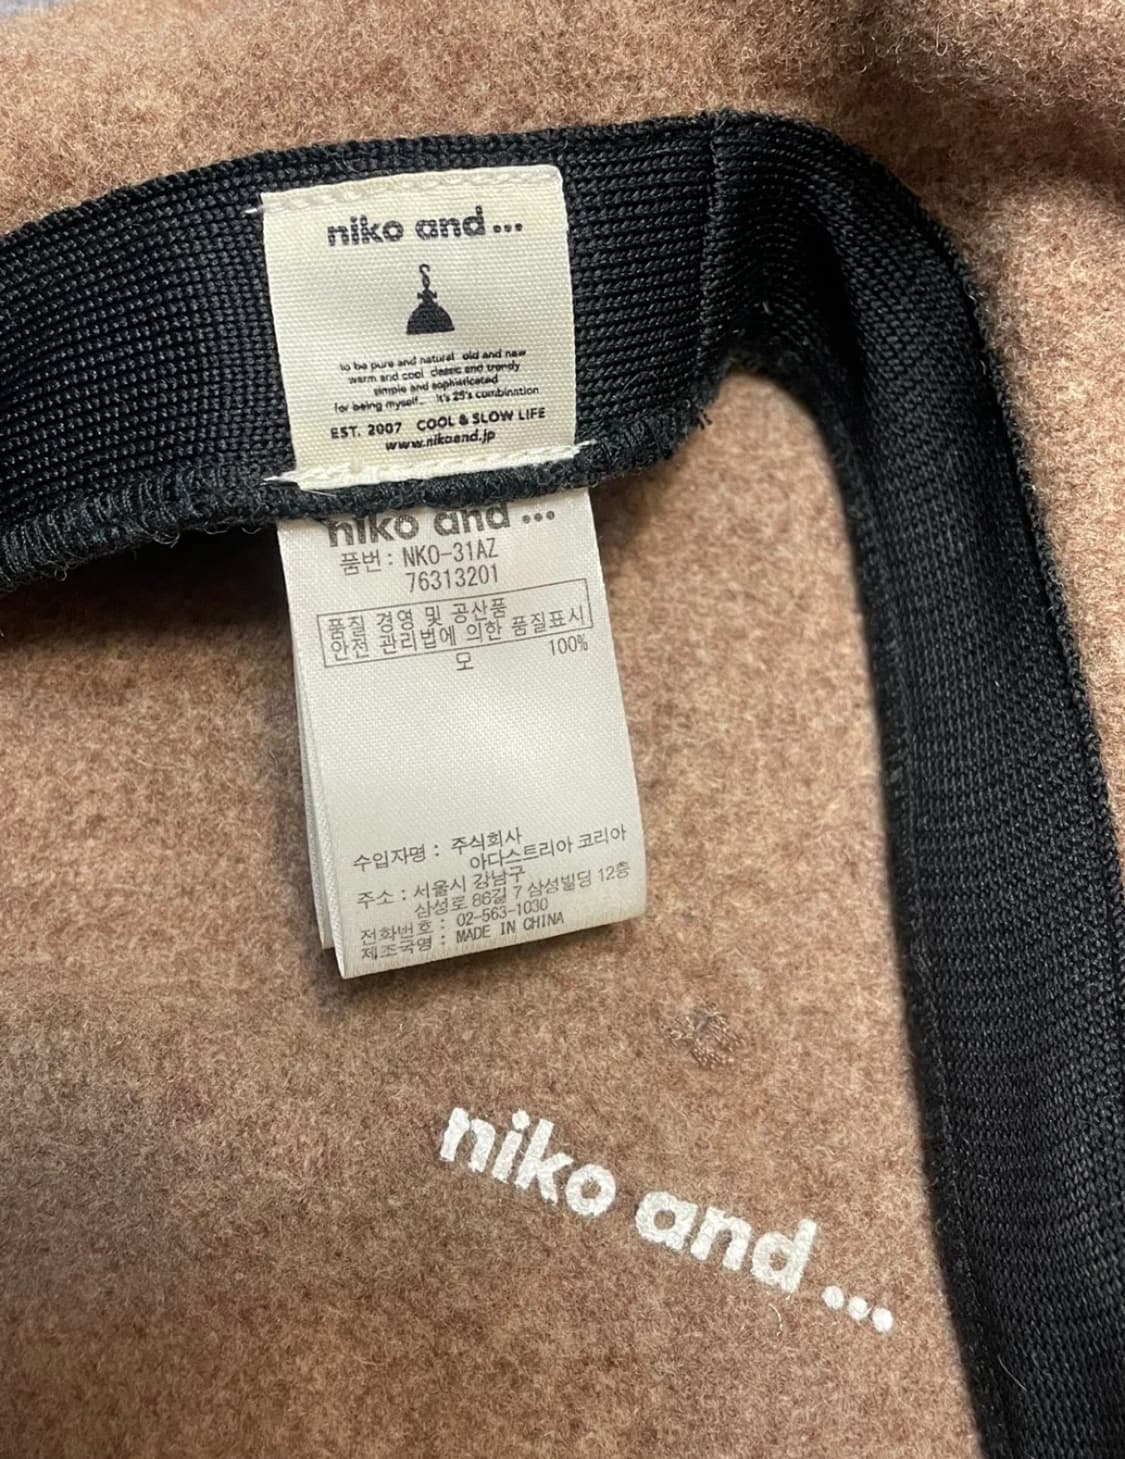 niko and...
to be pure and natural old and new
warm and cool classic and trendy
simple and sophisticated
for being myself... it's 25's combination
EST. 2007 COOL & SLOW LIFE
www.nikoand.jp
niko and...
품번 : NKO-31AZ
76313201
품질 경영 및 공산품
안전 관리법에 의한 품질표시
모 100%
수입자명 : 주식회사
아다스트리아 코리아
주소 : 서울시 강남구
삼성로 86길 7 삼성빌딩 12층
전화번호 : 02-563-1030
제조국명 : MADE IN CHINA
niko and...